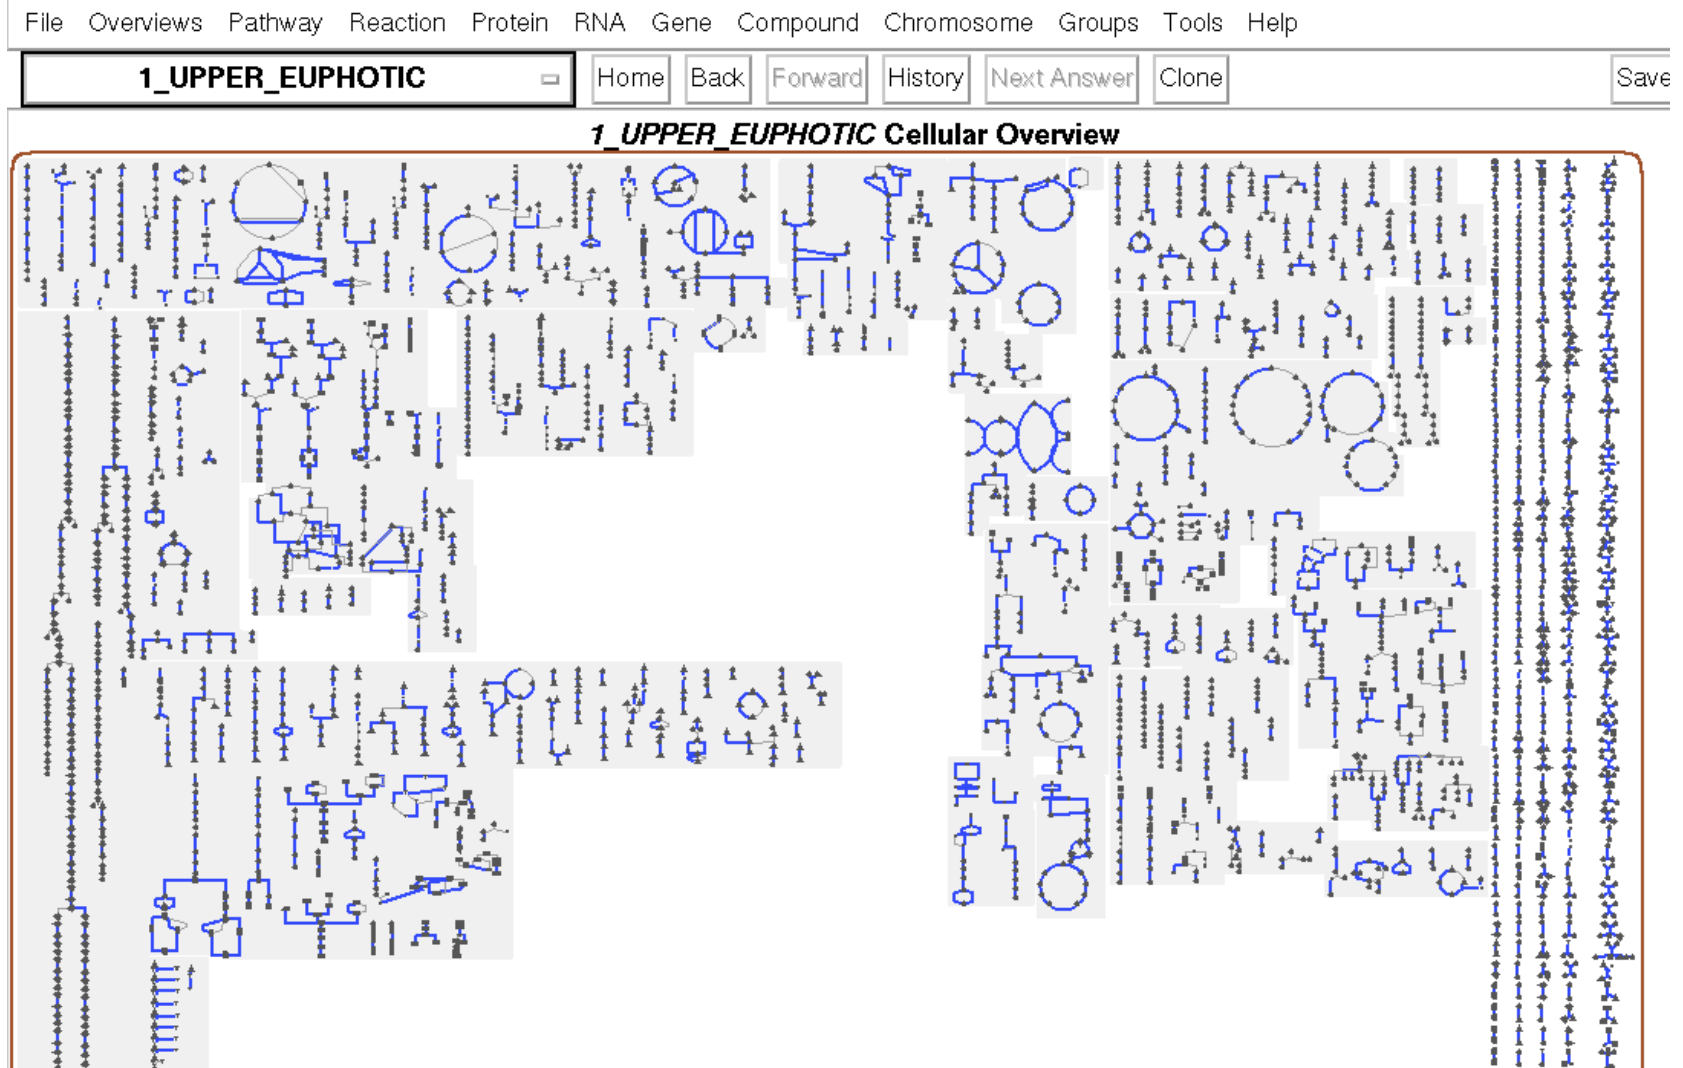 File Overviews Pathway Reaction Protein RNA Gene Compound Chromosome Groups Tools Help
1_UPPER_EUPHOTIC Home Back Forward History Next Answer Clone Save
1_UPPER_EUPHOTIC Cellular Overview